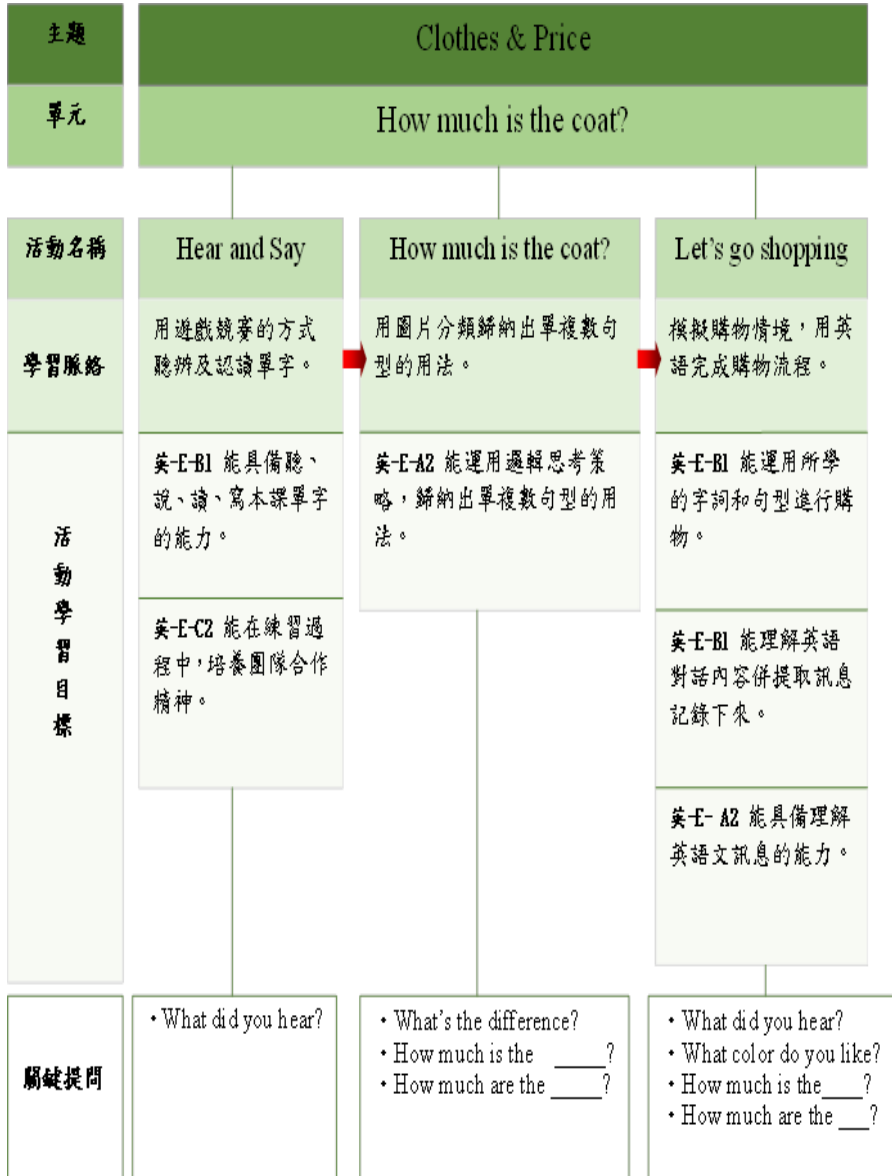 主題
Clothes & Price
單元
How much is the coat?
活動名稱
Hear and Say
How much is the coat?
Let's go shopping
學習脈絡
用遊戲競賽的方式
聽辨及認讀單字。
用圖片分類歸納出單複數句
型的用法。
模擬購物情境，用英
語完成購物流程。
活
動
學
習
目
標
英-E-B1 能具備聽、
說、讀、寫本課單字
的能力。
英-E-C2 能在練習過
程中，培養團隊合作
精神。
英-E-A2 能運用邏輯思考策
略，歸納出單複數句型的用
法。
英-E-B1 能運用所學
的字詞和句型進行購
物。
英-E-B1 能理解英語
對話內容併提取訊息
記錄下來。
英-E- A2 能具備理解
英語文訊息的能力。
關鍵提問
• What did you hear?
• What's the difference?
• How much is the _____?
• How much are the _____?
• What did you hear?
• What color do you like?
• How much is the____?
• How much are the ___?